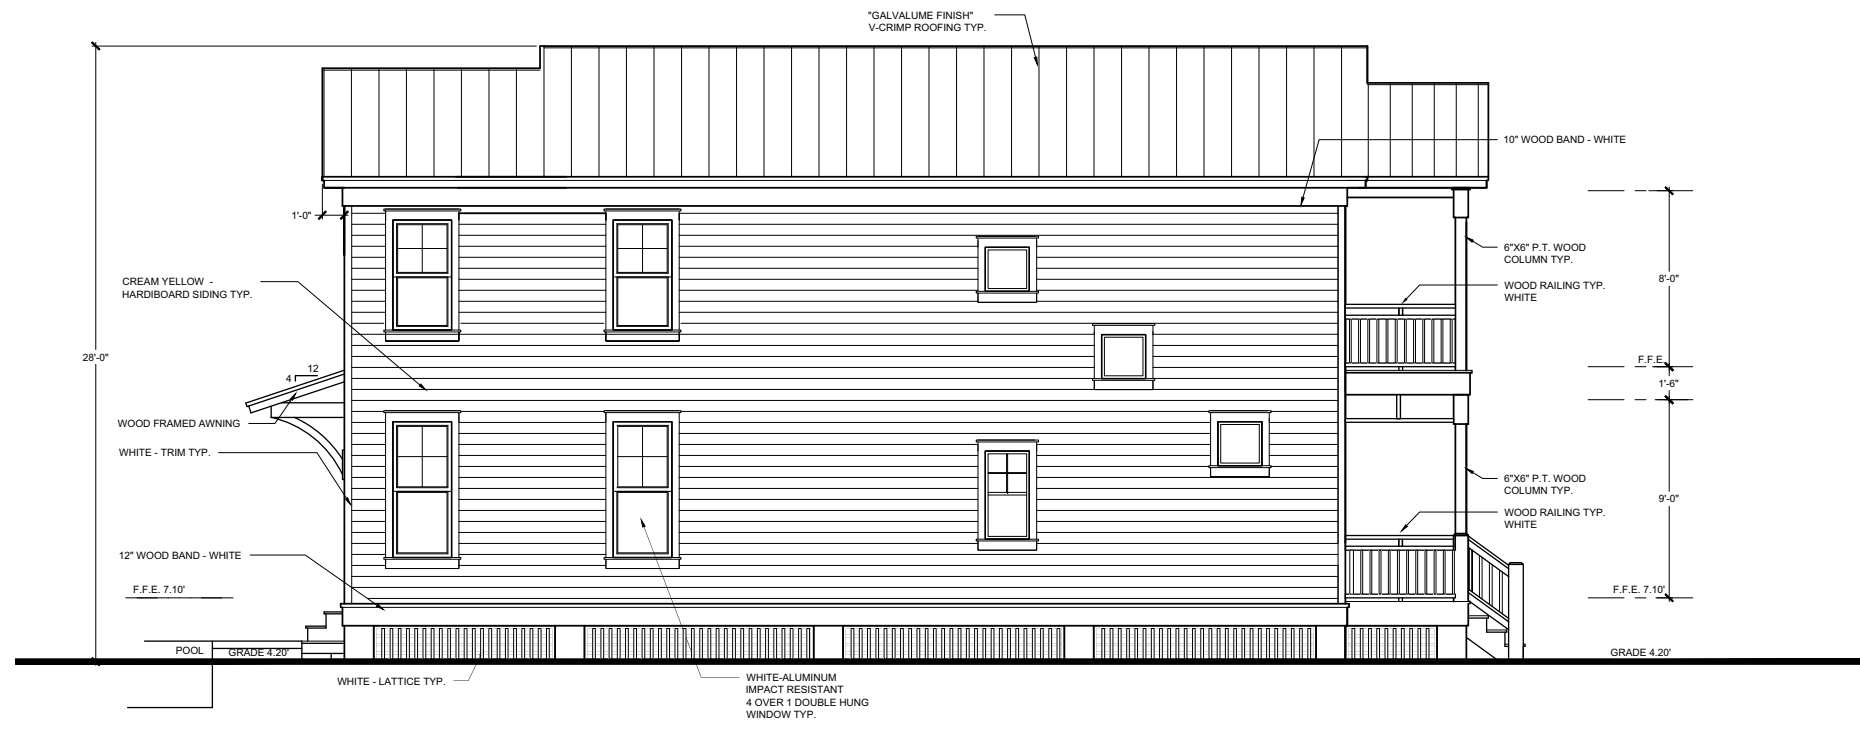 "GALVALUME FINISH"
V-CRIMP ROOFING TYP.
10" WOOD BAND - WHITE
1'-0"
6"X6" P.T. WOOD
COLUMN TYP.
CREAM YELLOW -
HARDIBOARD SIDING TYP.
8'-0"
WOOD RAILING TYP.
WHITE
28'-0"
F.F.E.
12
4
1'-6"
WOOD FRAMED AWNING
WHITE - TRIM TYP.
6"X6" P.T. WOOD
COLUMN TYP.
9'-0"
WOOD RAILING TYP.
WHITE
12" WOOD BAND - WHITE
F.F.E. 7.10'
F.F.E. 7.10'
POOL
GRADE 4.20'
GRADE 4.20'
WHITE - LATTICE TYP.
WHITE-ALUMINUM
IMPACT RESISTANT
4 OVER 1 DOUBLE HUNG
WINDOW TYP.